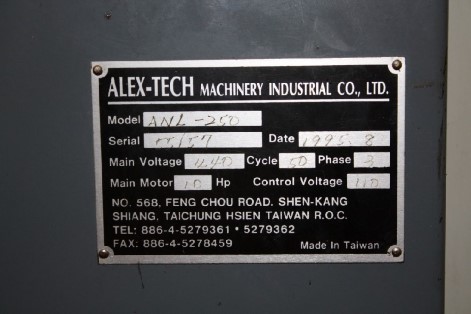 ALEX-TECH MACHINERY INDUSTRIAL CO., LTD.
Model ANL-250
Serial Date 1995 8
Main Voltage 440 Cycle 50 Phase 3
Main Motor 10 Hp Control Voltage 110
NO. 568, FENG CHOU ROAD. SHEN-KANG
SHIANG, TAICHUNG HSIEN TAIWAN R.O.C.
TEL: 886-4-5279361 • 5279362
FAX: 886-4-5278459 Made In Taiwan